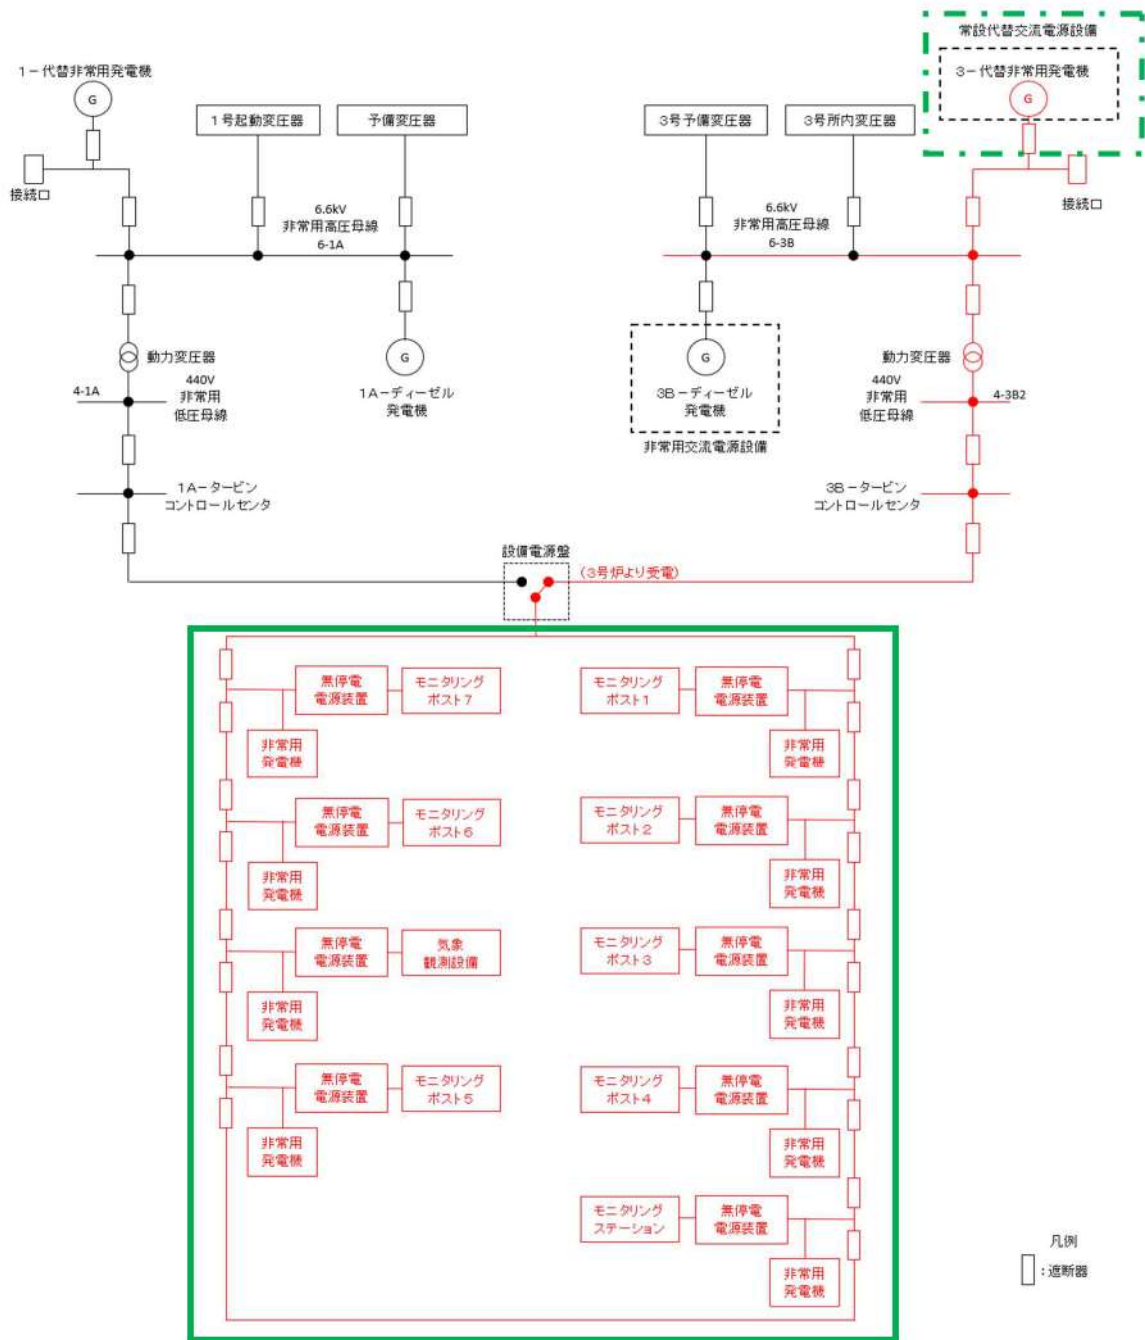 常設代替交流電源設備
1-代替非常用発電機
G
1号起動変圧器
予備変圧器
3号予備変圧器
3号所内変圧器
3-代替非常用発電機
G
接続口
接続口
6.6kV
非常用高圧母線
6-1A
6.6kV
非常用高圧母線
6-3B
動力変圧器
G
1A-ディーゼル
発電機
G
3B-ディーゼル
発電機
非常用交流電源設備
動力変圧器
4-1A
440V
非常用
低圧母線
440V
非常用
低圧母線
4-3B2
1A-タービン
コントロールセンタ
3B-タービン
コントロールセンタ
設備電源盤
(3号炉より受電)
無停電
電源装置
モニタリング
ポスト7
非常用
発電機
モニタリング
ポスト1
無停電
電源装置
非常用
発電機
無停電
電源装置
モニタリング
ポスト6
非常用
発電機
モニタリング
ポスト2
無停電
電源装置
非常用
発電機
無停電
電源装置
気象
観測設備
非常用
発電機
モニタリング
ポスト3
無停電
電源装置
非常用
発電機
無停電
電源装置
モニタリング
ポスト5
非常用
発電機
モニタリング
ポスト4
無停電
電源装置
非常用
発電機
モニタリング
ステーション
無停電
電源装置
非常用
発電機
凡例
:遮断器